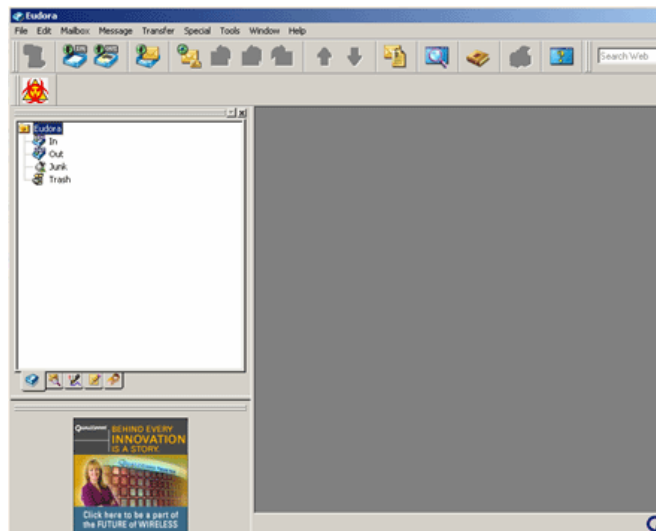 Eudora
File Edit Mailbox Message Transfer Special Tools Window Help
Search Web
Eudora
In
Out
Junk
Trash
QUALCOMM
BEHIND EVERY
INNOVATION
IS A STORY.
Click here to be a part of
the FUTURE of WIRELESS